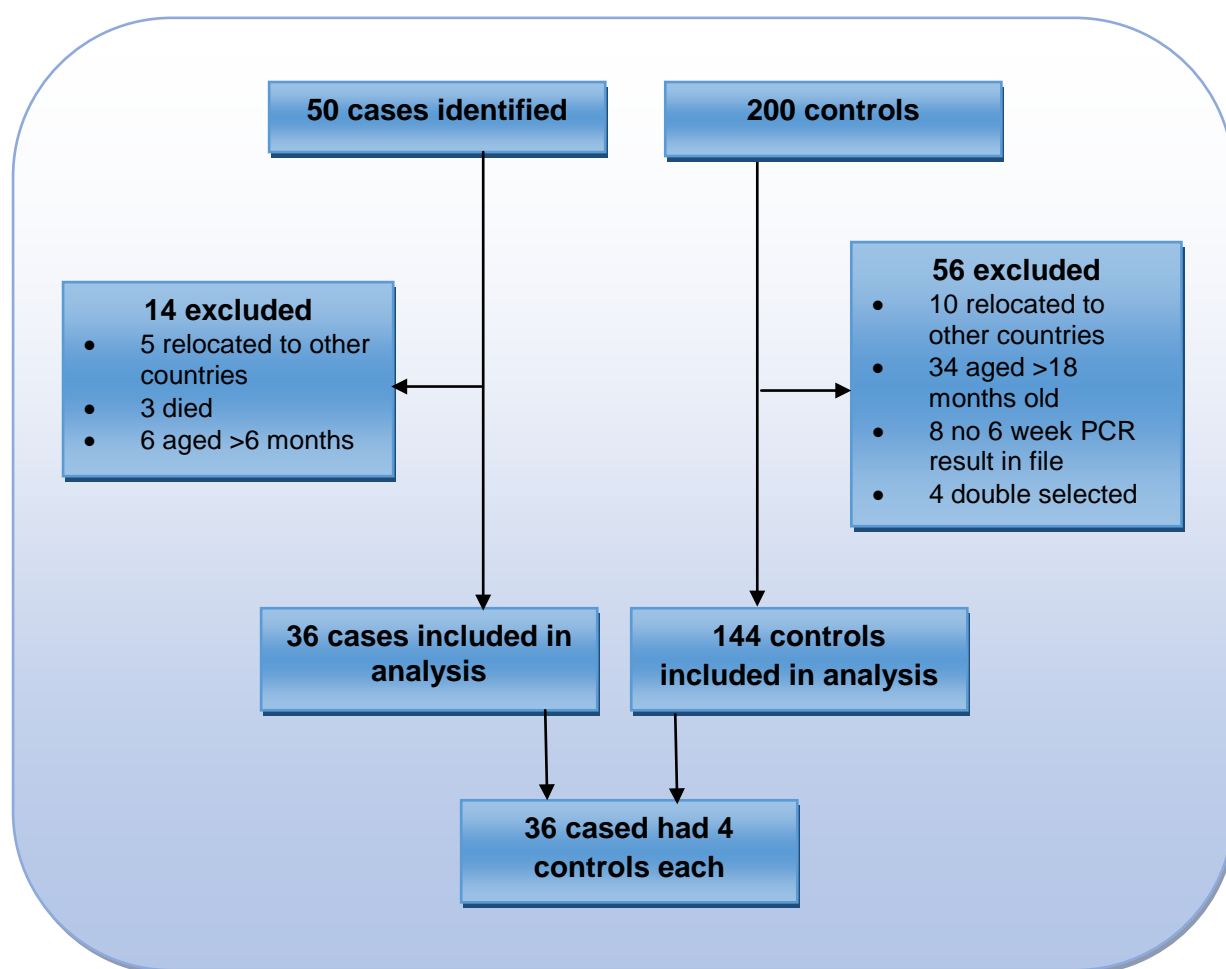 50 cases identified
200 controls
14 excluded
• 5 relocated to other
countries
• 3 died
• 6 aged >6 months
56 excluded
• 10 relocated to
other countries
• 34 aged >18
months old
• 8 no 6 week PCR
result in file
• 4 double selected
36 cases included in
analysis
144 controls
included in analysis
36 cased had 4
controls each